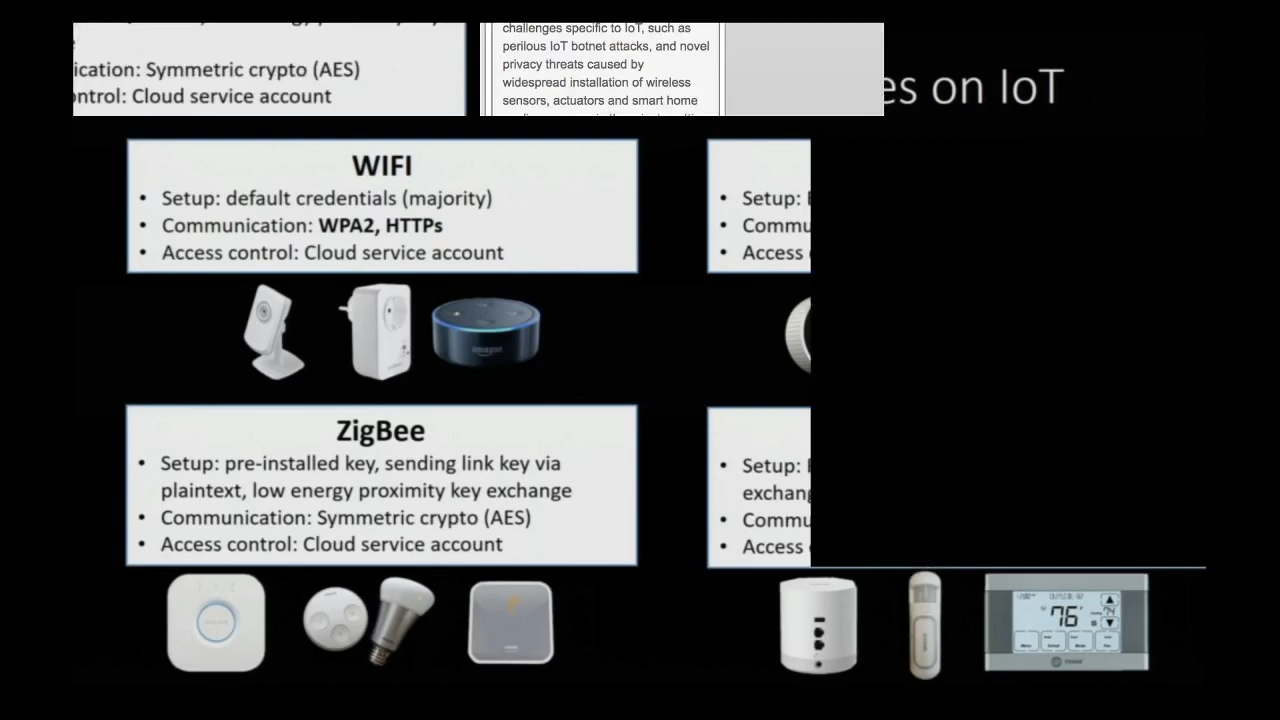 challenges specific to IoT, such as
perilous IoT botnet attacks, and novel
privacy threats caused by
widespread installation of wireless
sensors, actuators and smart home
ication: Symmetric crypto (AES)
ontrol: Cloud service account
es on IoT
WIFI
• Setup: default credentials (majority)
• Communication: WPA2, HTTPs
• Access control: Cloud service account
• Setup:
• Commu
• Access
amazon
ZigBee
• Setup: pre-installed key, sending link key via
plaintext, low energy proximity key exchange
• Communication: Symmetric crypto (AES)
• Access control: Cloud service account
• Setup:
exchang
• Commu
• Access
76